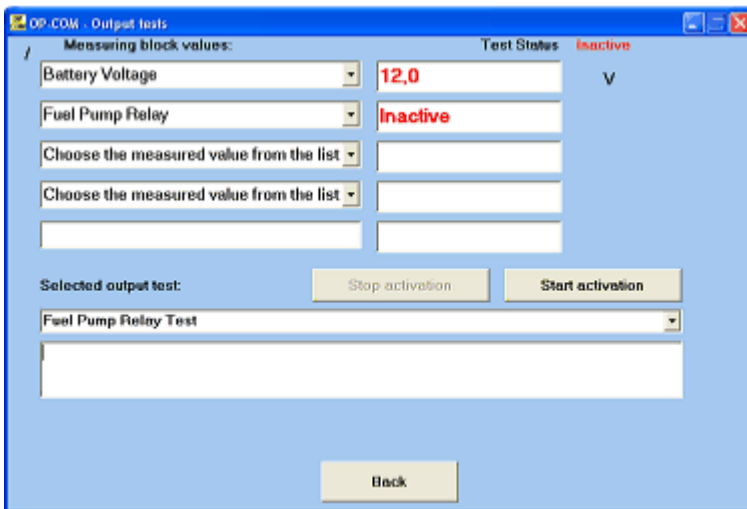 OP-COM - Output tests
/ Measuring block values: Test Status Inactive
Battery Voltage 12,0 V
Fuel Pump Relay Inactive
Choose the measured value from the list
Choose the measured value from the list
Selected output test: Stop activation Start activation
Fuel Pump Relay Test
Back